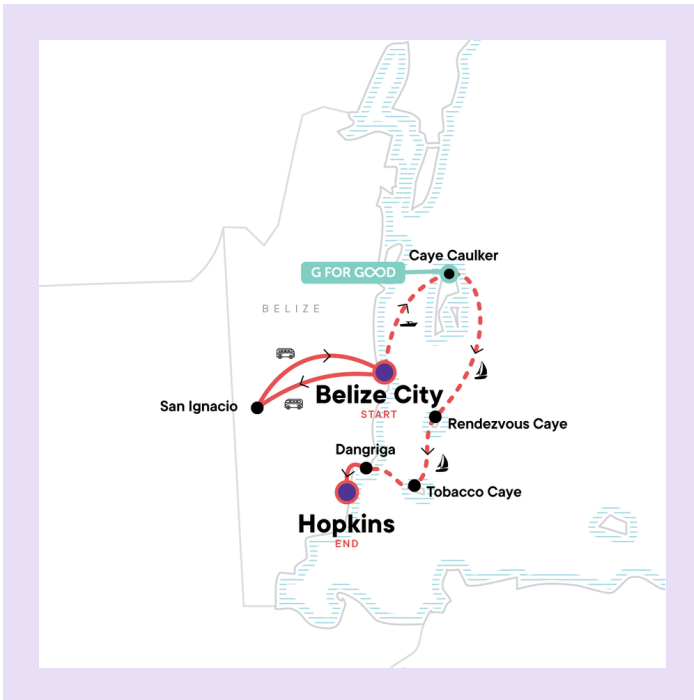 Caye Caulker
G FOR GOOD
BELIZE
Belize City
START
San Ignacio
Rendezvous Caye
Dangriga
Tobacco Caye
Hopkins
END